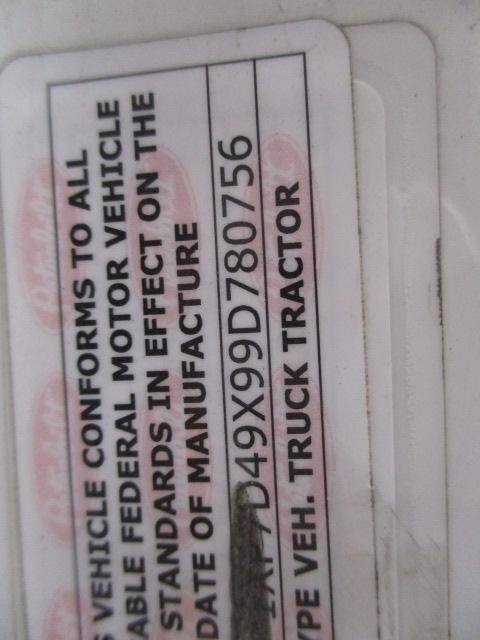 VEHICLE CONFORMS TO ALL
ABLE FEDERAL MOTOR VEHICLE
STANDARDS IN EFFECT ON THE
DATE OF MANUFACTURE
1XP7D49X99D780756
YPE VEH. TRUCK TRACTOR